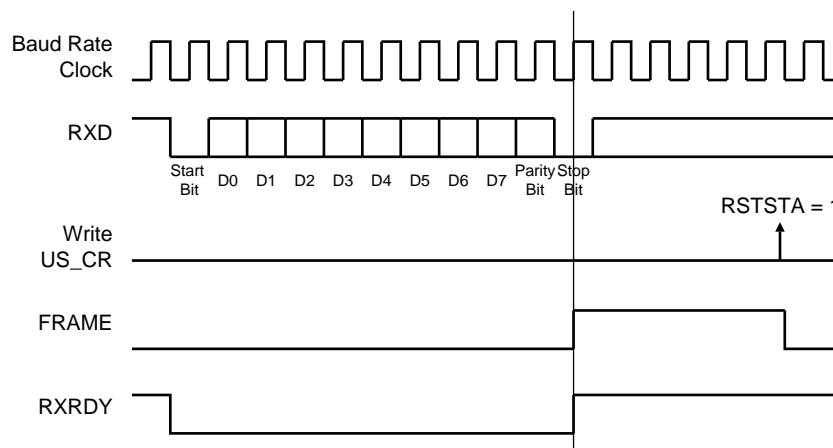 Baud Rate
Clock
RXD
Start
Bit
D0 D1 D2 D3 D4 D5 D6 D7
Parity
Bit
Stop
Bit
RSTSTA = 1
Write
US_CR
FRAME
RXRDY